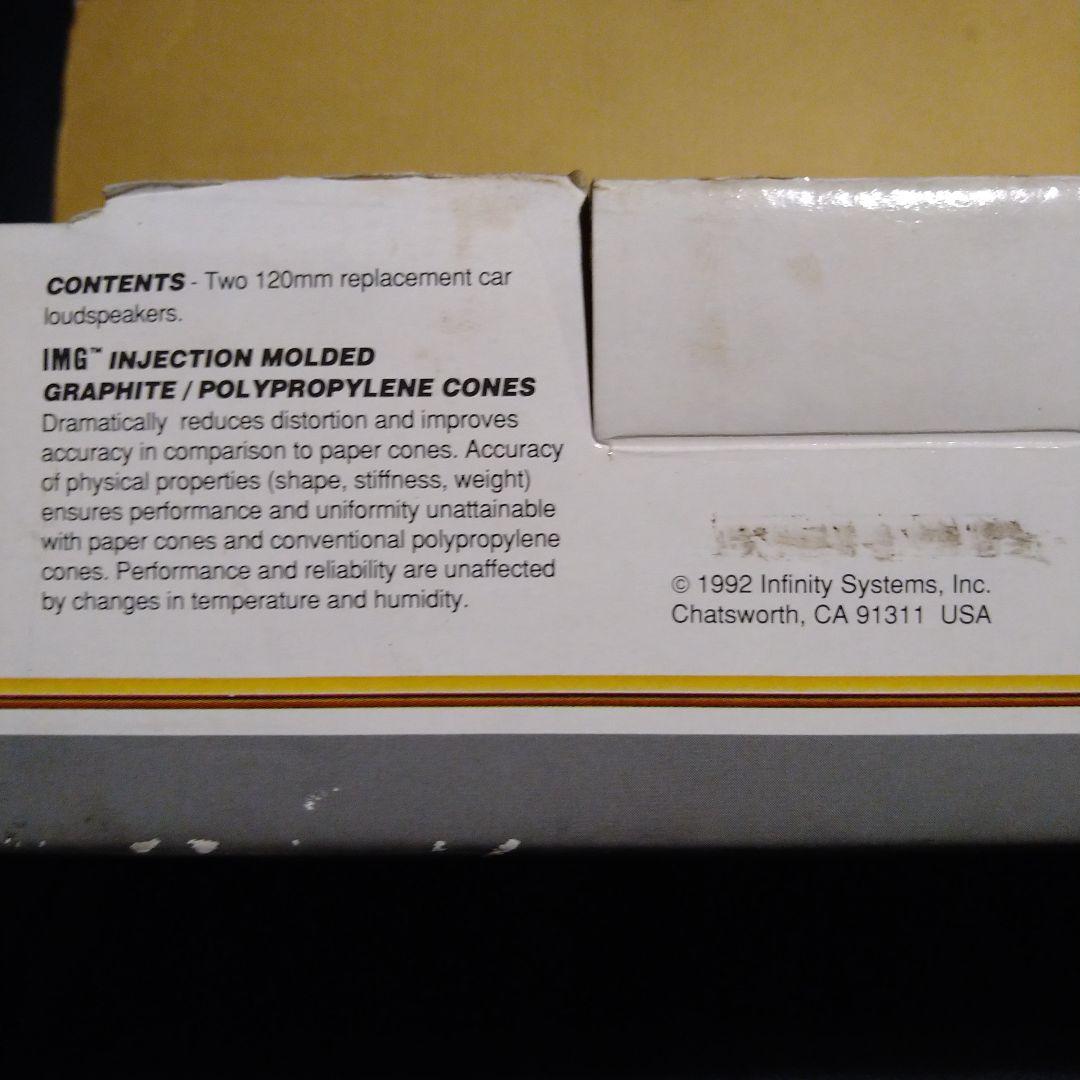 CONTENTS - Two 120mm replacement car
loudspeakers.
IMG™ INJECTION MOLDED
GRAPHITE / POLYPROPYLENE CONES
Dramatically reduces distortion and improves
accuracy in comparison to paper cones. Accuracy
of physical properties (shape, stiffness, weight)
ensures performance and uniformity unattainable
with paper cones and conventional polypropylene
cones. Performance and reliability are unaffected
by changes in temperature and humidity.
© 1992 Infinity Systems, Inc.
Chatsworth, CA 91311 USA